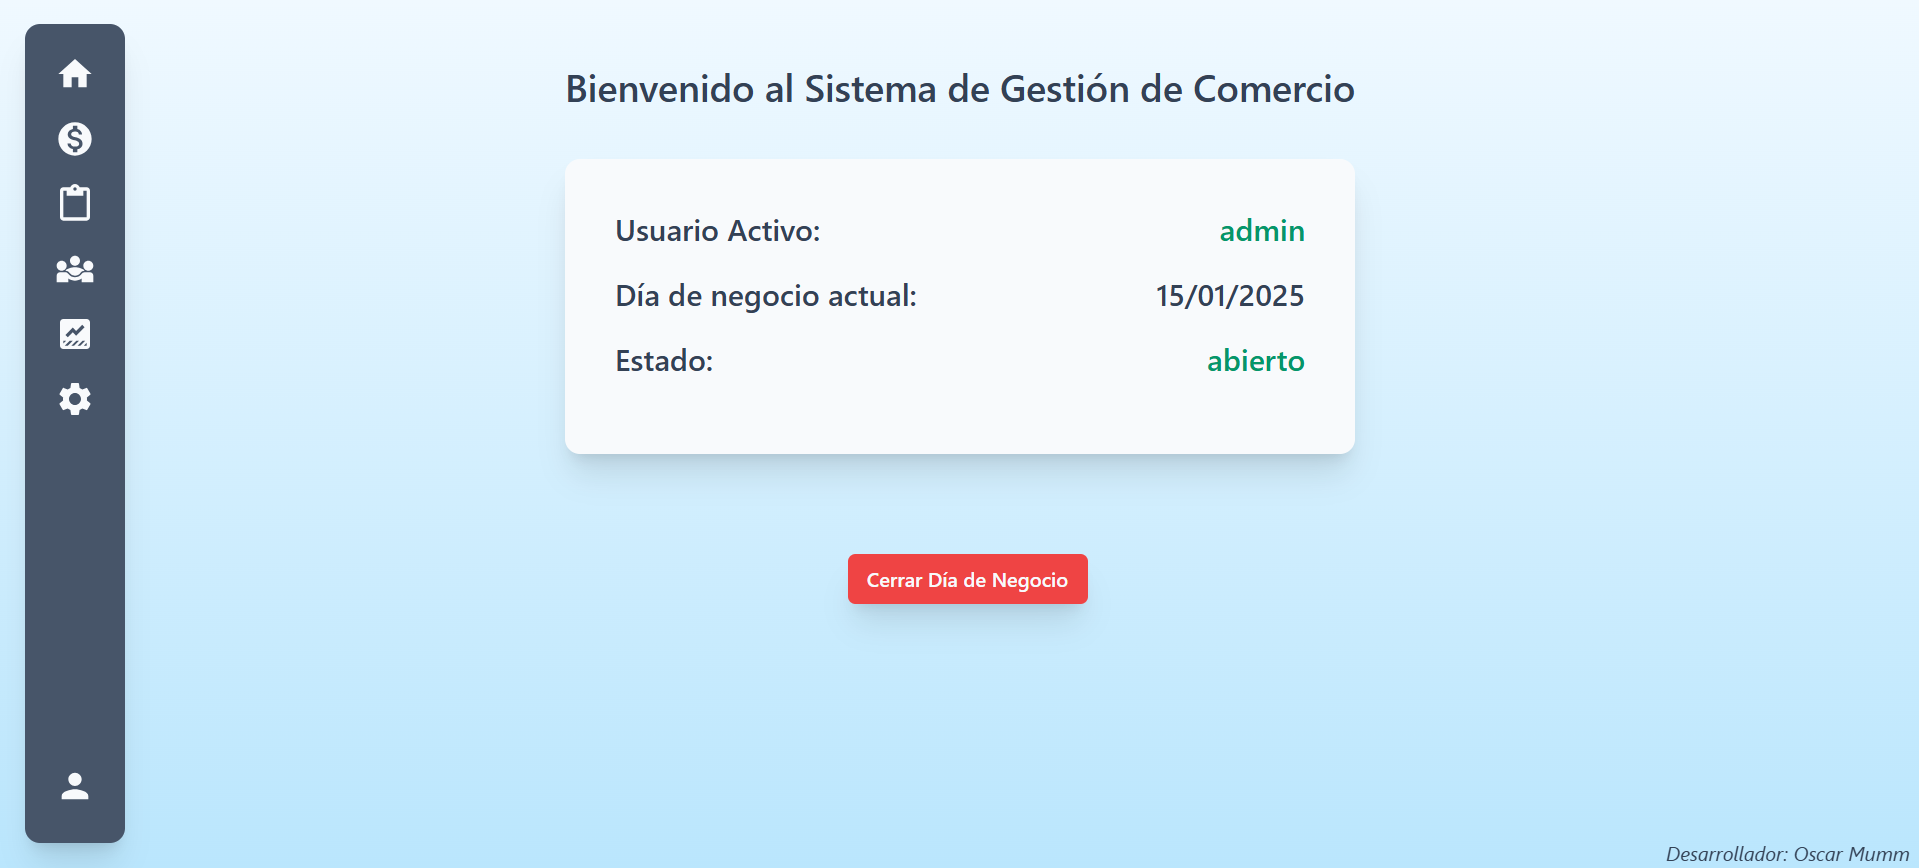 Bienvenido al Sistema de Gestión de Comercio
Usuario Activo: admin
Día de negocio actual: 15/01/2025
Estado: abierto
Cerrar Día de Negocio
Desarrollador: Oscar Mumm